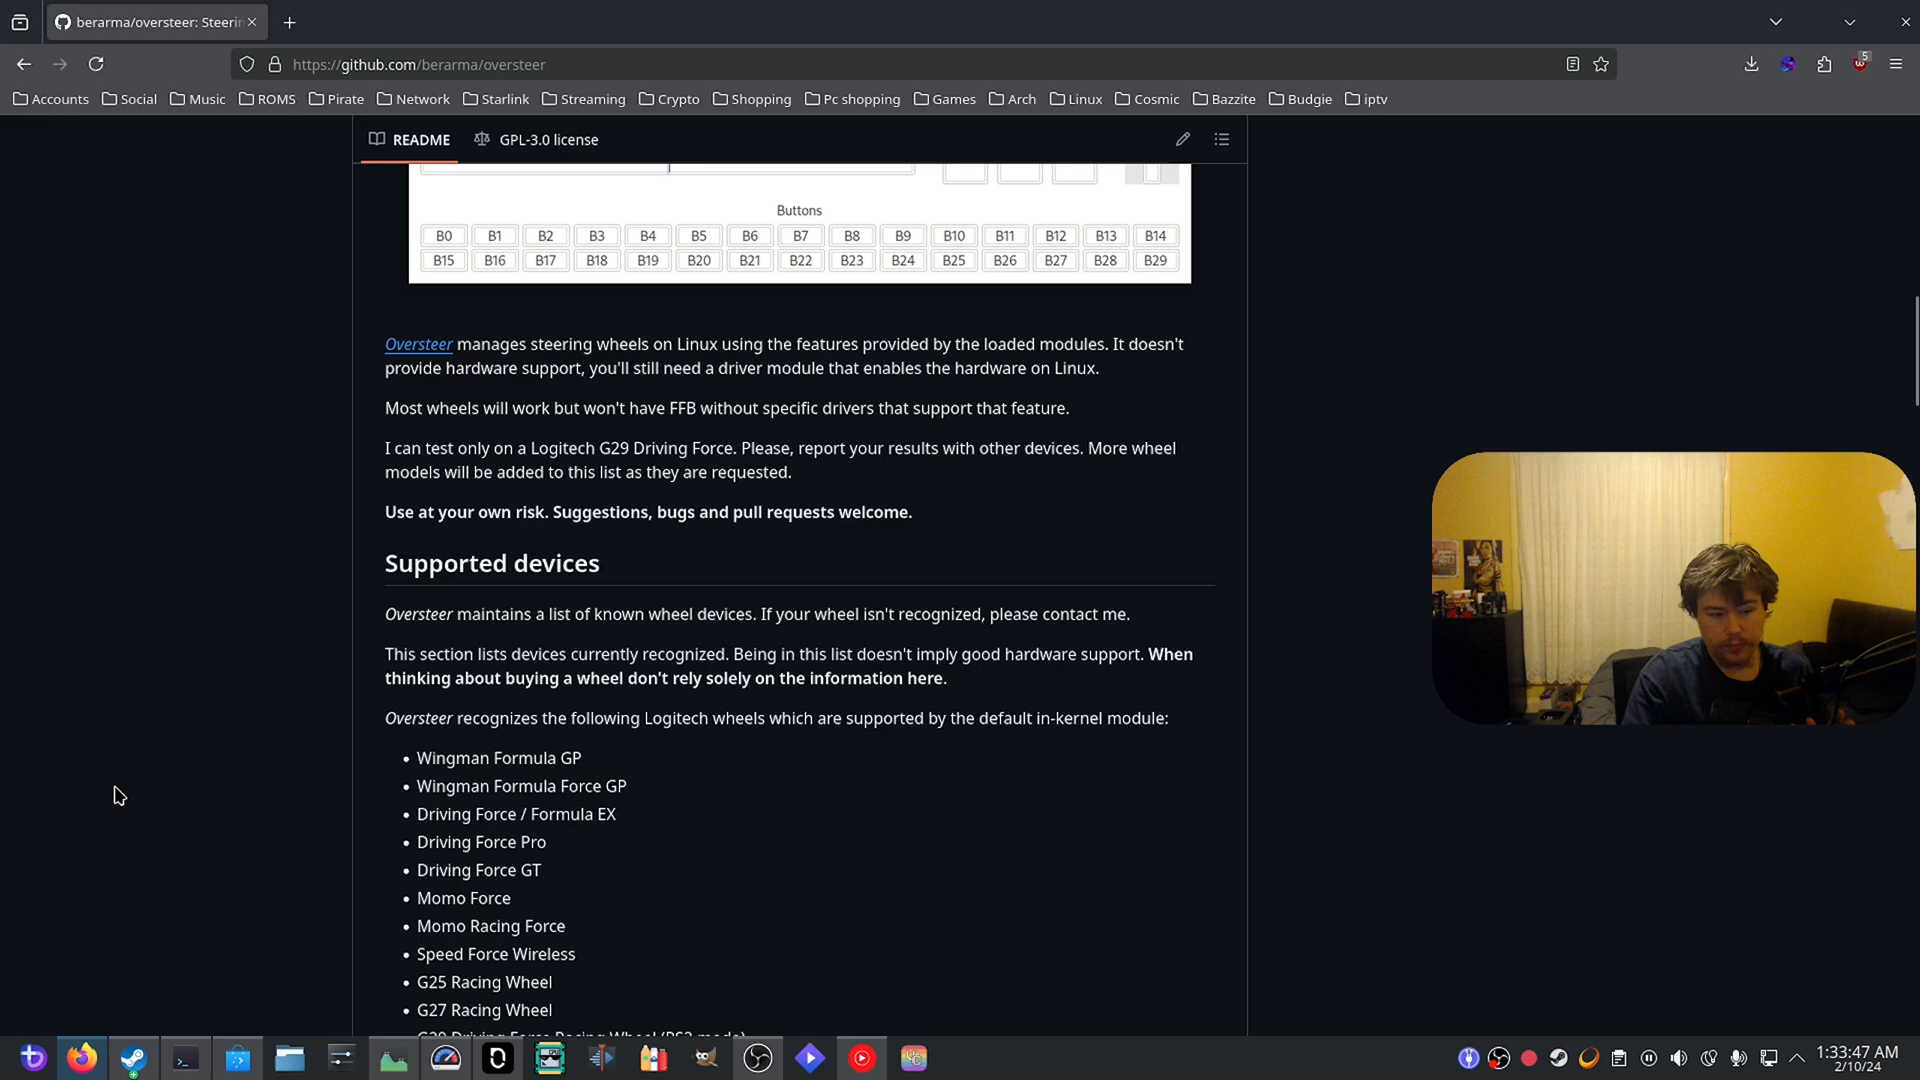 berarma/oversteer: Steerin
https://github.com/berarma/oversteer
5
Accounts Social Music ROMS Pirate Network Starlink Streaming Crypto Shopping Pc shopping Games Arch Linux Cosmic Bazzite Budgie iptv
README GPL-3.0 license
Buttons
B0 B1 B2 B3 B4 B5 B6 B7 B8 B9 B10 B11 B12 B13 B14
B15 B16 B17 B18 B19 B20 B21 B22 B23 B24 B25 B26 B27 B28 B29
Oversteer manages steering wheels on Linux using the features provided by the loaded modules. It doesn't
provide hardware support, you'll still need a driver module that enables the hardware on Linux.
Most wheels will work but won't have FFB without specific drivers that support that feature.
I can test only on a Logitech G29 Driving Force. Please, report your results with other devices. More wheel
models will be added to this list as they are requested.
Use at your own risk. Suggestions, bugs and pull requests welcome.
Supported devices
Oversteer maintains a list of known wheel devices. If your wheel isn't recognized, please contact me.
This section lists devices currently recognized. Being in this list doesn't imply good hardware support. When
thinking about buying a wheel don't rely solely on the information here.
Oversteer recognizes the following Logitech wheels which are supported by the default in-kernel module:
• Wingman Formula GP
• Wingman Formula Force GP
• Driving Force / Formula EX
• Driving Force Pro
• Driving Force GT
• Momo Force
• Momo Racing Force
• Speed Force Wireless
• G25 Racing Wheel
• G27 Racing Wheel
G29 Driving Force Racing Wheel (PS3 mode)
1:33:47 AM
2/10/24